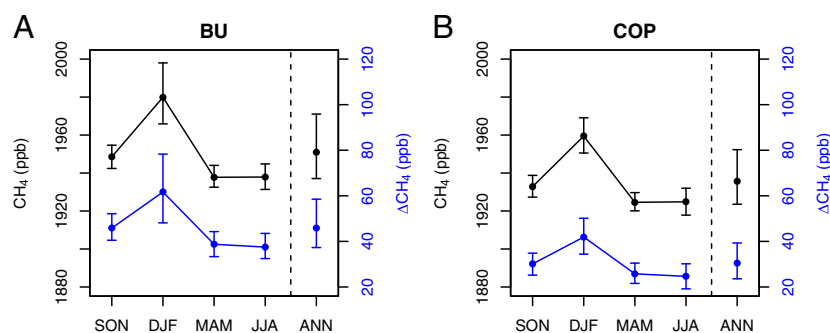 A
BU
2000
1960
1920
1880
CH4 (ppb)
120
100
80
60
40
20
ΔCH4 (ppb)
SON DJF MAM JJA ANN
B
COP
2000
1960
1920
1880
CH4 (ppb)
120
100
80
60
40
20
ΔCH4 (ppb)
SON DJF MAM JJA ANN